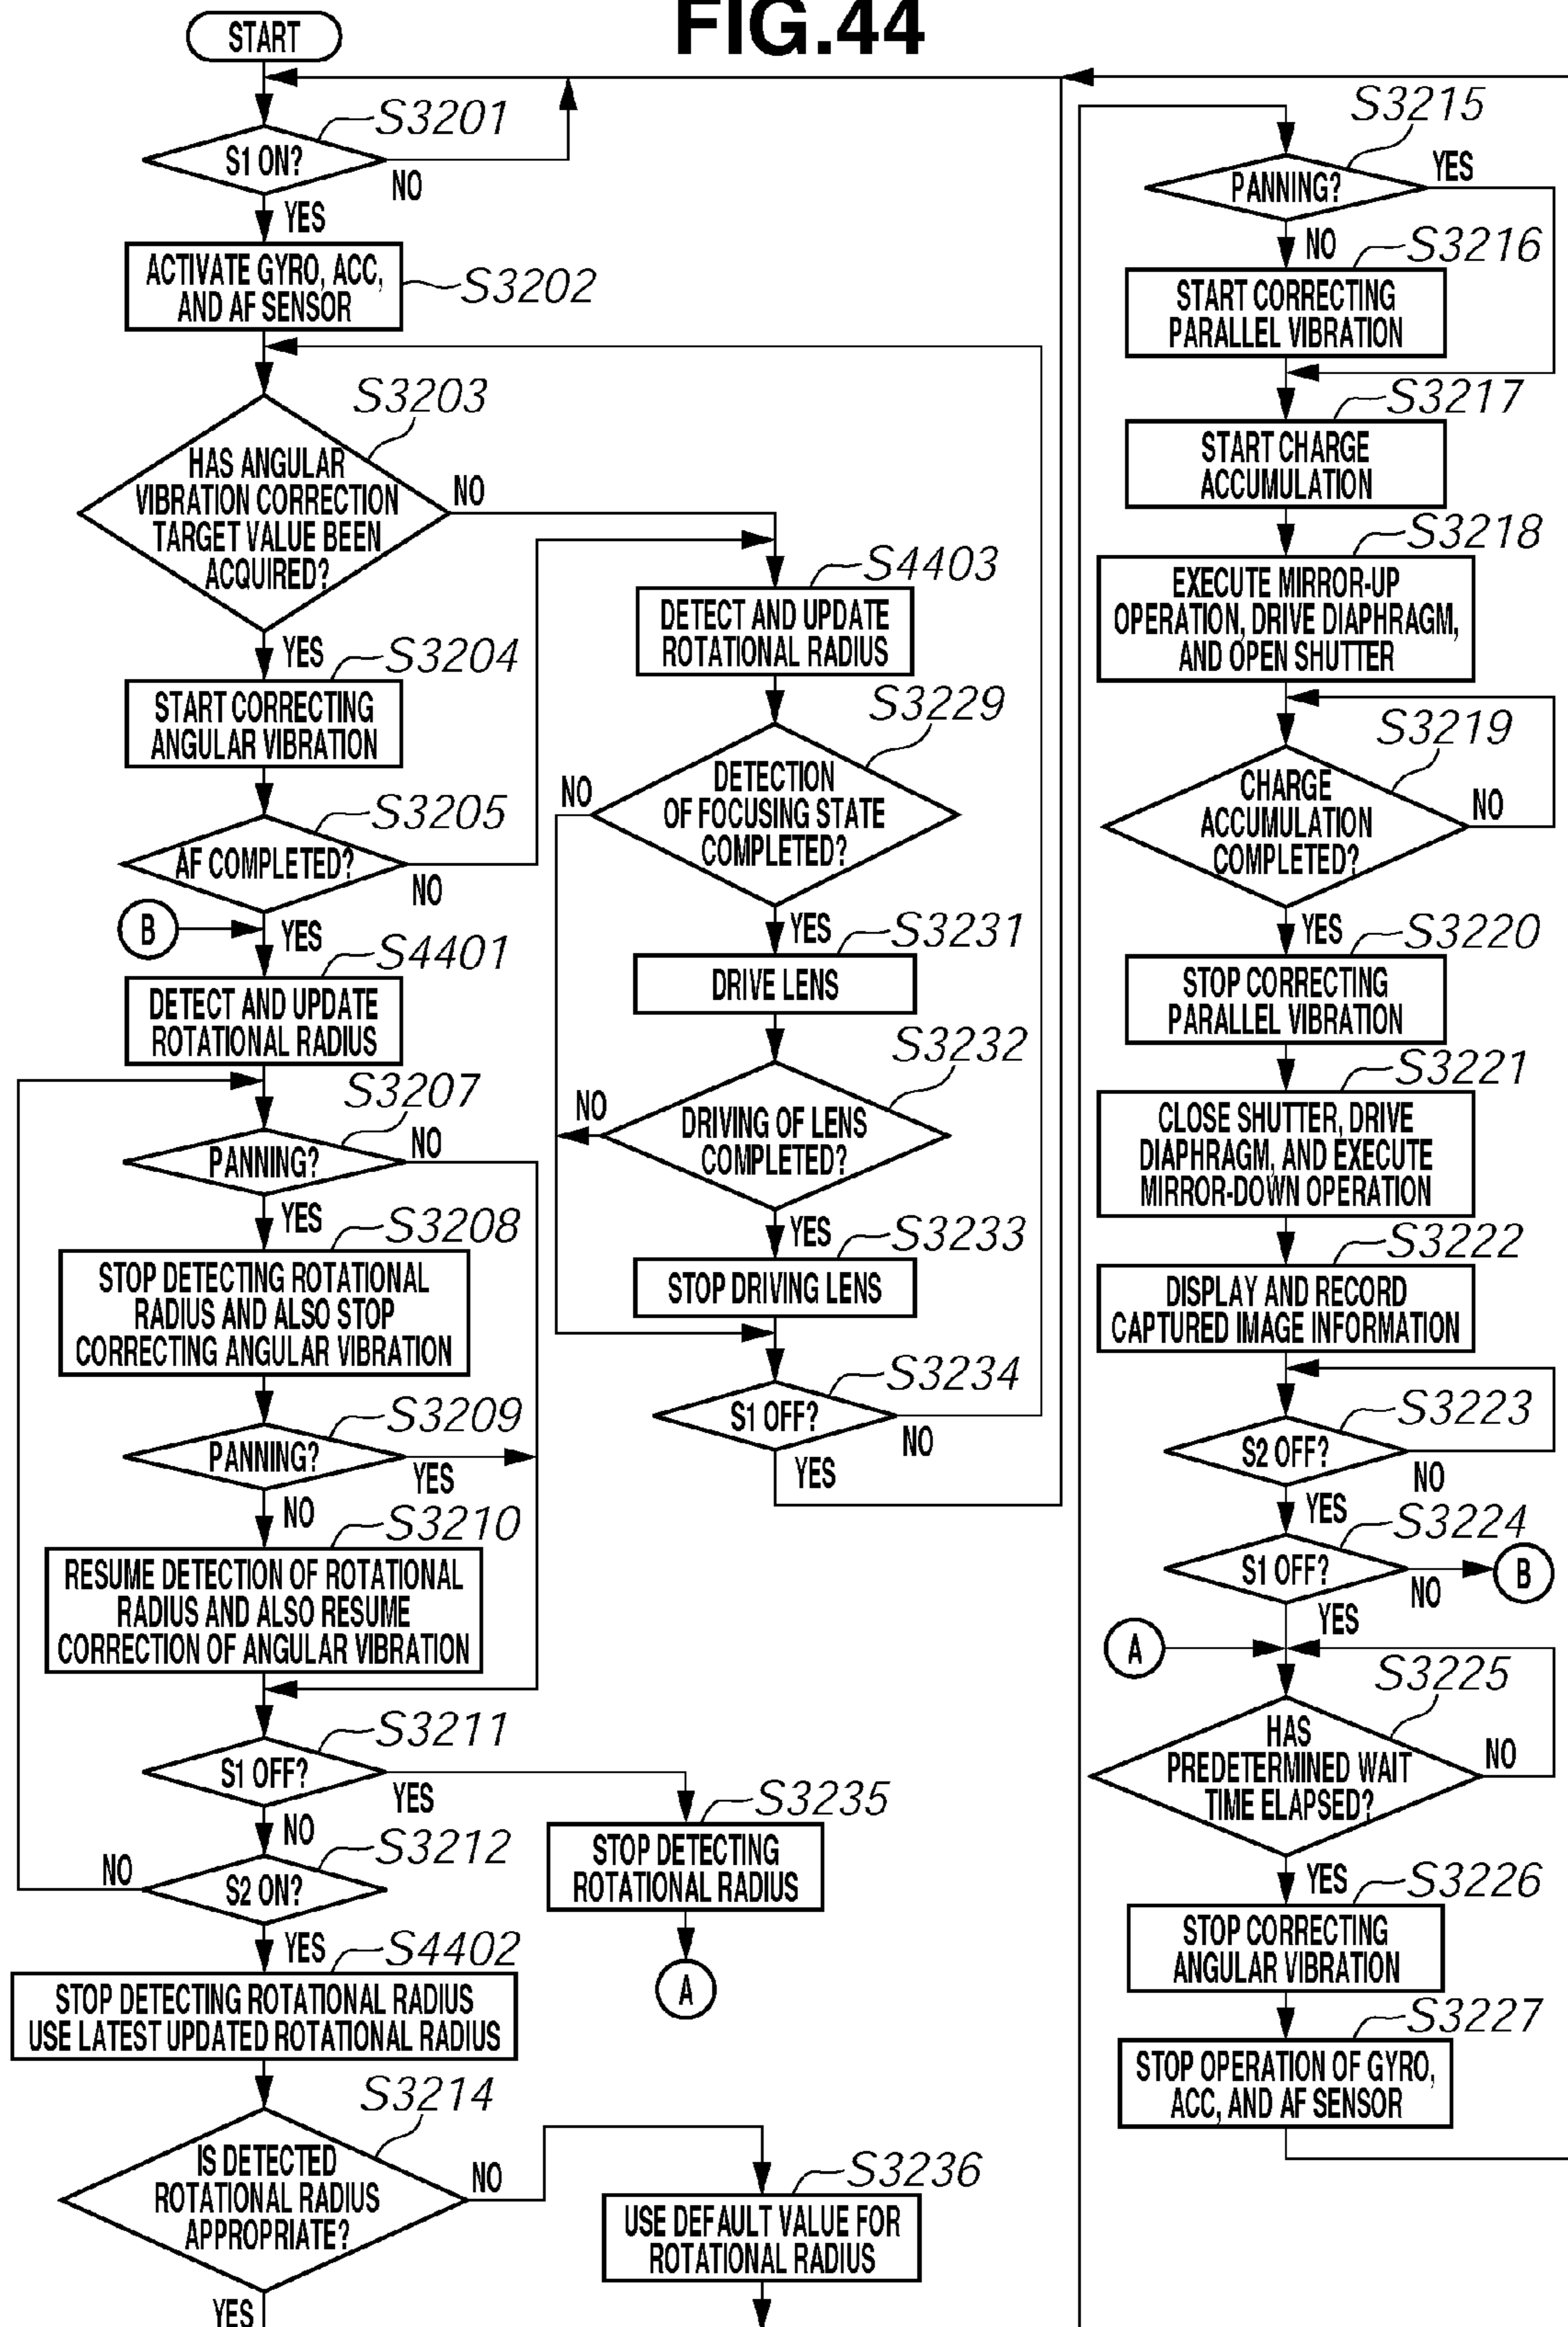 FIG.44
START
S3201
S1 ON?
NO
YES
ACTIVATE GYRO, ACC,
AND AF SENSOR
S3202
S3203
HAS ANGULAR
VIBRATION CORRECTION
TARGET VALUE BEEN
ACQUIRED?
NO
YES
S3204
START CORRECTING
ANGULAR VIBRATION
S3205
AF COMPLETED?
NO
B
YES
S4401
DETECT AND UPDATE
ROTATIONAL RADIUS
S3207
PANNING?
NO
YES
S3208
STOP DETECTING ROTATIONAL
RADIUS AND ALSO STOP
CORRECTING ANGULAR VIBRATION
S3209
PANNING?
YES
NO
S3210
RESUME DETECTION OF ROTATIONAL
RADIUS AND ALSO RESUME
CORRECTION OF ANGULAR VIBRATION
S3211
S1 OFF?
YES
NO
S3212
S2 ON?
NO
YES
S4402
STOP DETECTING ROTATIONAL RADIUS
USE LATEST UPDATED ROTATIONAL RADIUS
S3214
IS DETECTED
ROTATIONAL RADIUS
APPROPRIATE?
NO
YES
S4403
DETECT AND UPDATE
ROTATIONAL RADIUS
S3229
DETECTION
OF FOCUSING STATE
COMPLETED?
NO
YES
S3231
DRIVE LENS
S3232
DRIVING OF LENS
COMPLETED?
NO
YES
S3233
STOP DRIVING LENS
S3234
S1 OFF?
NO
YES
S3235
STOP DETECTING
ROTATIONAL RADIUS
A
S3236
USE DEFAULT VALUE FOR
ROTATIONAL RADIUS
S3215
PANNING?
YES
NO
S3216
START CORRECTING
PARALLEL VIBRATION
S3217
START CHARGE
ACCUMULATION
S3218
EXECUTE MIRROR-UP
OPERATION, DRIVE DIAPHRAGM,
AND OPEN SHUTTER
S3219
CHARGE
ACCUMULATION
COMPLETED?
NO
YES
S3220
STOP CORRECTING
PARALLEL VIBRATION
S3221
CLOSE SHUTTER, DRIVE
DIAPHRAGM, AND EXECUTE
MIRROR-DOWN OPERATION
S3222
DISPLAY AND RECORD
CAPTURED IMAGE INFORMATION
S3223
S2 OFF?
NO
YES
S3224
S1 OFF?
NO
B
YES
A
S3225
HAS
PREDETERMINED WAIT
TIME ELAPSED?
NO
YES
S3226
STOP CORRECTING
ANGULAR VIBRATION
S3227
STOP OPERATION OF GYRO,
ACC, AND AF SENSOR